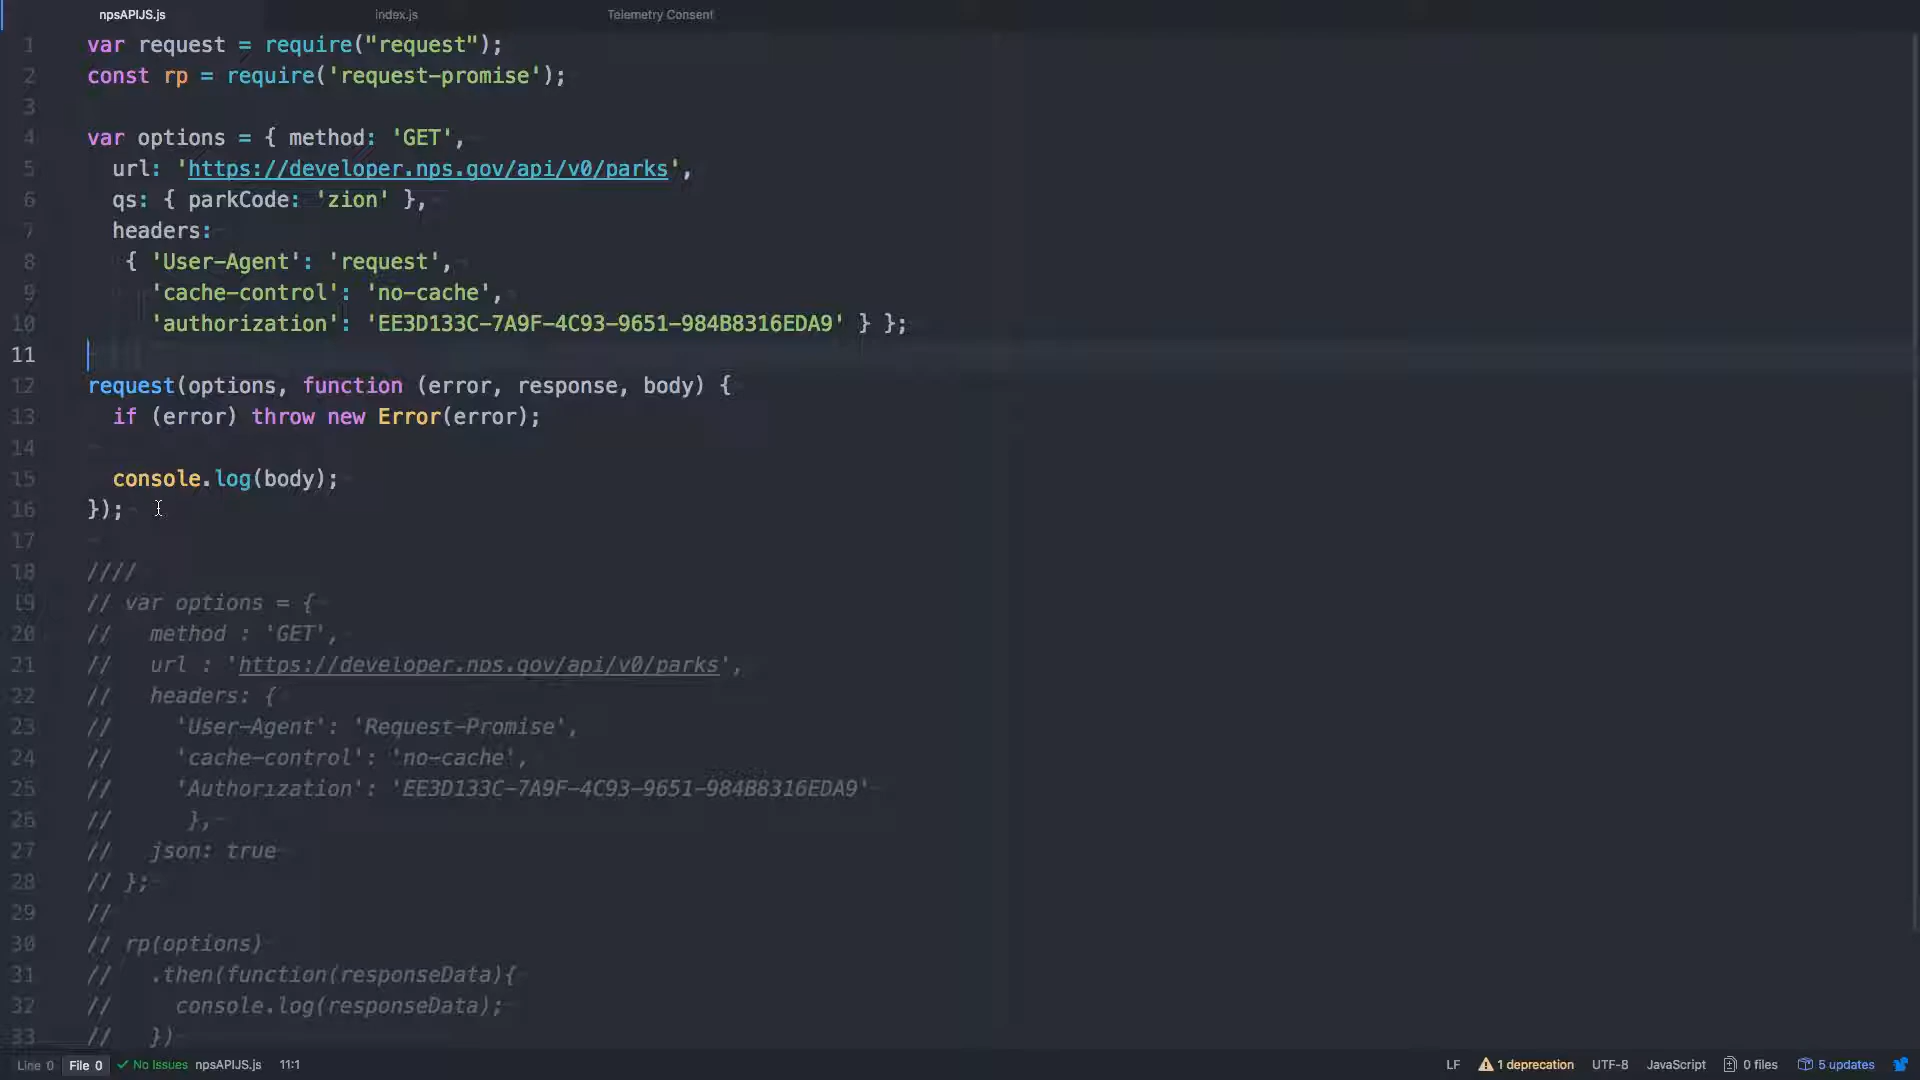 npsAPIJS.js index.js Telemetry Consent
1 var request = require("request");
2 const rp = require('request-promise');
3
4 var options = { method: 'GET',
5 url: 'https://developer.nps.gov/api/v0/parks',
6 qs: { parkCode: 'zion' },
7 headers:
8 { 'User-Agent': 'request',
9 'cache-control': 'no-cache',
10 'authorization': 'EE3D133C-7A9F-4C93-9651-984B8316EDA9' } };
11
12 request(options, function (error, response, body) {
13 if (error) throw new Error(error);
14
15 console.log(body);
16 });
17
18 ////
19 // var options = {
20 // method : 'GET',
21 // url : 'https://developer.nps.gov/api/v0/parks',
22 // headers: {
23 // 'User-Agent': 'Request-Promise',
24 // 'cache-control': 'no-cache',
25 // 'Authorization': 'EE3D133C-7A9F-4C93-9651-984B8316EDA9'
26 // },
27 // json: true
28 // };
29 //
30 // rp(options)
31 // .then(function(responseData){
32 // console.log(responseData);
33 // })
Line 0 File 0 No Issues npsAPIJS.js 11:1 LF 1 deprecation UTF-8 JavaScript 0 files 5 updates